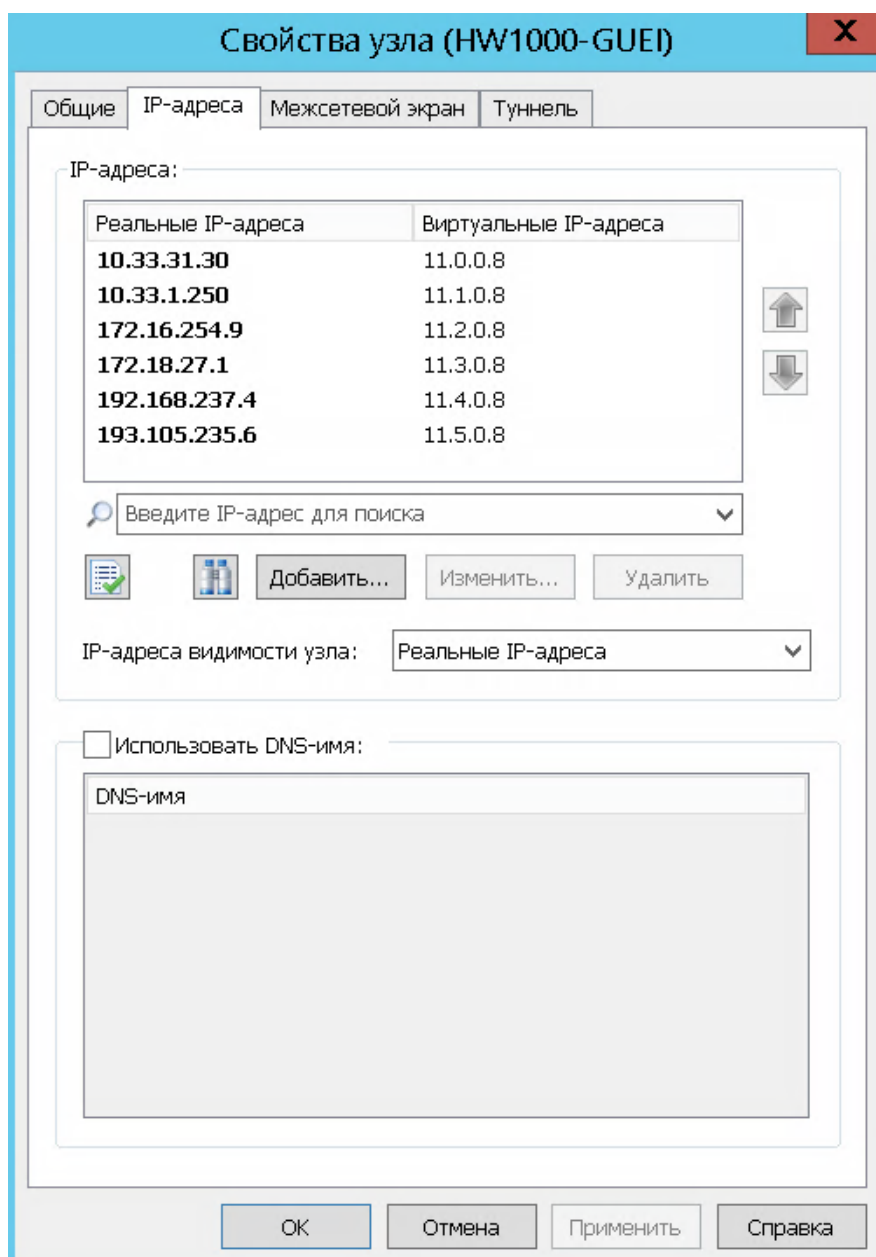 Свойства узла (HW1000-GUEI)
X
Общие IP-адреса Межсетевой экран Туннель
IP-адреса:
Реальные IP-адреса Виртуальные IP-адреса
10.33.31.30 11.0.0.8
10.33.1.250 11.1.0.8
172.16.254.9 11.2.0.8
172.18.27.1 11.3.0.8
192.168.237.4 11.4.0.8
193.105.235.6 11.5.0.8
Введите IP-адрес для поиска
Добавить... Изменить... Удалить
IP-адреса видимости узла: Реальные IP-адреса
Использовать DNS-имя:
DNS-имя
OK Отмена Применить Справка